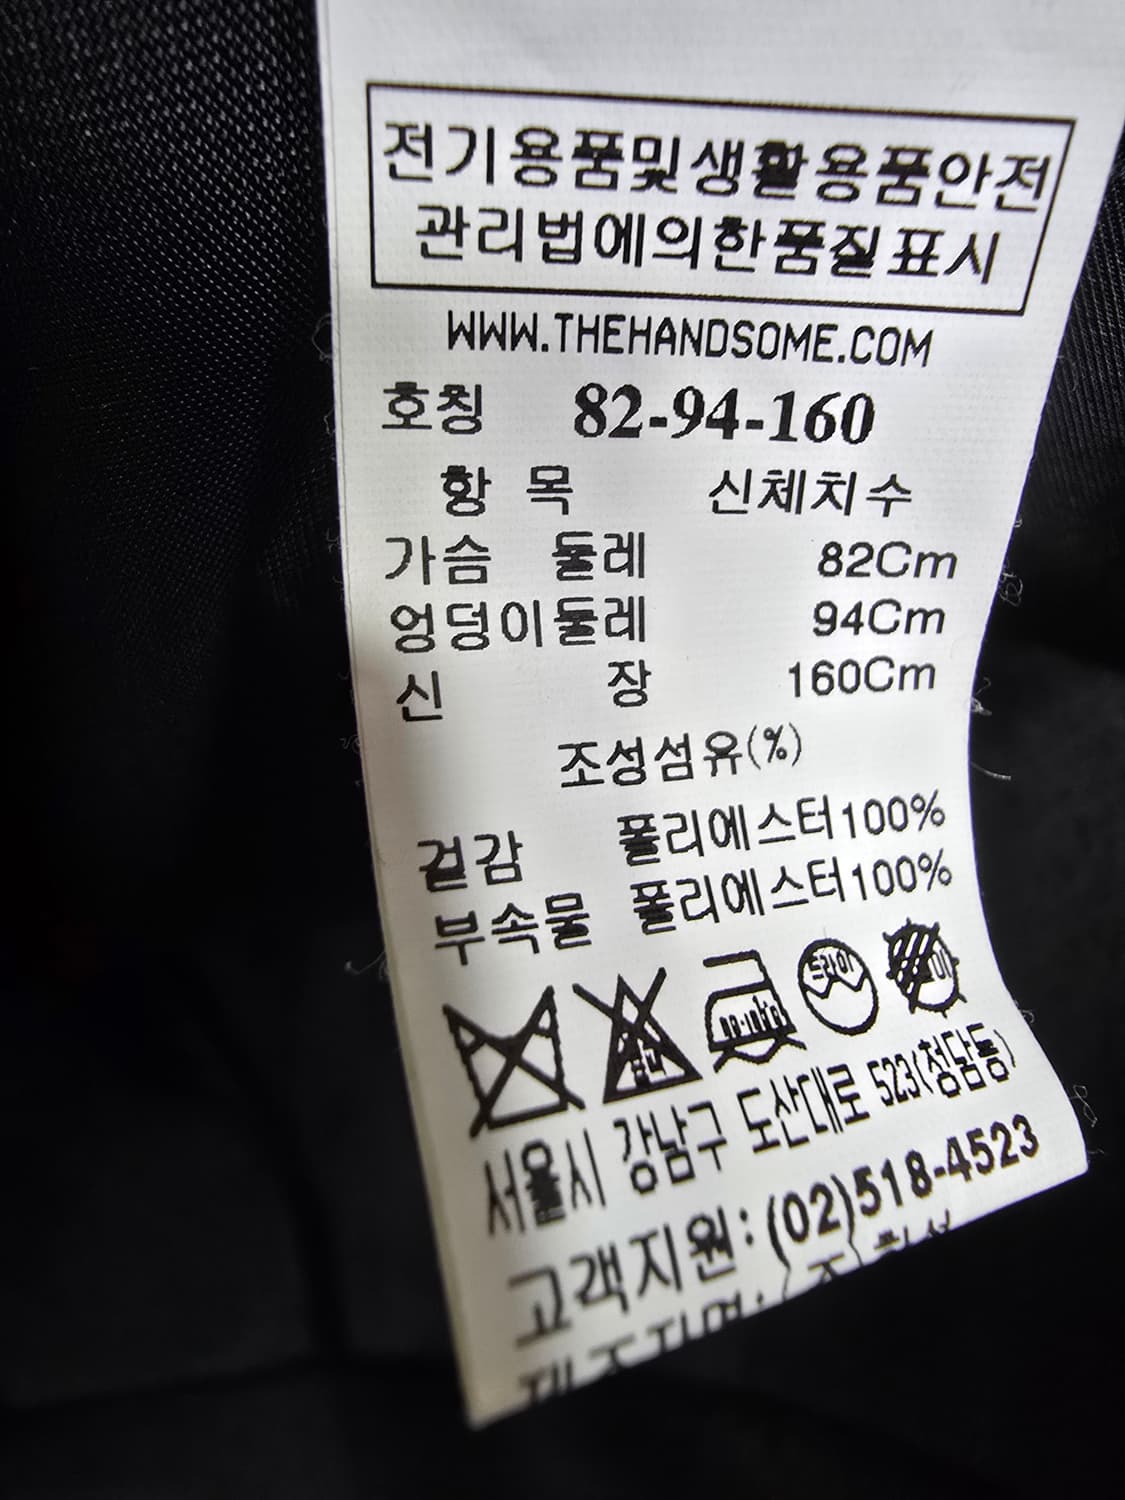 전기용품및생활용품안전
관리법에의한품질표시
WWW.THEHANDSOME.COM
호칭 82-94-160
항 목 신체치수
가슴 둘레 82Cm
엉덩이둘레 94Cm
신 장 160Cm
조성섬유(%)
겉감 폴리에스터100%
부속물 폴리에스터100%
드라이
서울시 강남구 도산대로 523(청담동)
고객지원:(02)518-4523